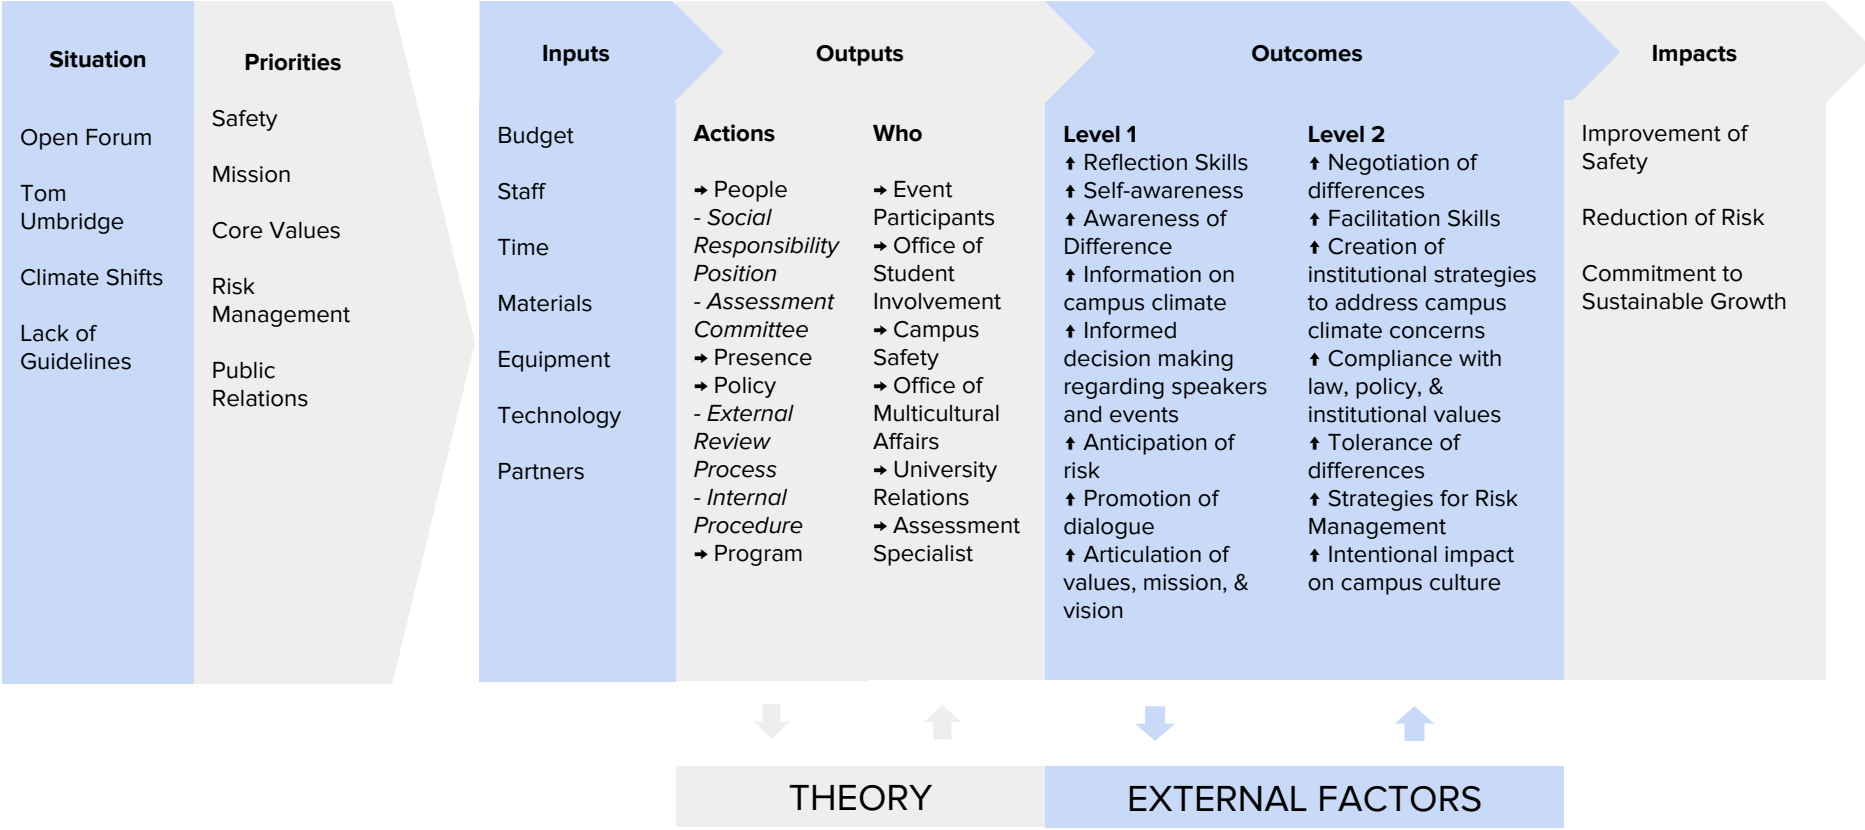 Situation
Open Forum
Tom
Umbridge
Climate Shifts
Lack of
Guidelines
Priorities
Safety
Mission
Core Values
Risk
Management
Public
Relations
Inputs
Budget
Staff
Time
Materials
Equipment
Technology
Partners
Outputs
Actions
➞ People
- Social
Responsibility
Position
- Assessment
Committee
➞ Presence
➞ Policy
- External
Review
Process
- Internal
Procedure
➞ Program
Who
➞ Event
Participants
➞ Office of
Student
Involvement
➞ Campus
Safety
➞ Office of
Multicultural
Affairs
➞ University
Relations
➞ Assessment
Specialist
Outcomes
Level 1
⬆ Reflection Skills
⬆ Self-awareness
⬆ Awareness of
Difference
⬆ Information on
campus climate
⬆ Informed
decision making
regarding speakers
and events
⬆ Anticipation of
risk
⬆ Promotion of
dialogue
⬆ Articulation of
values, mission, &
vision
Level 2
⬆ Negotiation of
differences
⬆ Facilitation Skills
⬆ Creation of
institutional strategies
to address campus
climate concerns
⬆ Compliance with
law, policy, &
institutional values
⬆ Tolerance of
differences
⬆ Strategies for Risk
Management
⬆ Intentional impact
on campus culture
Impacts
Improvement of
Safety
Reduction of Risk
Commitment to
Sustainable Growth
THEORY
EXTERNAL FACTORS